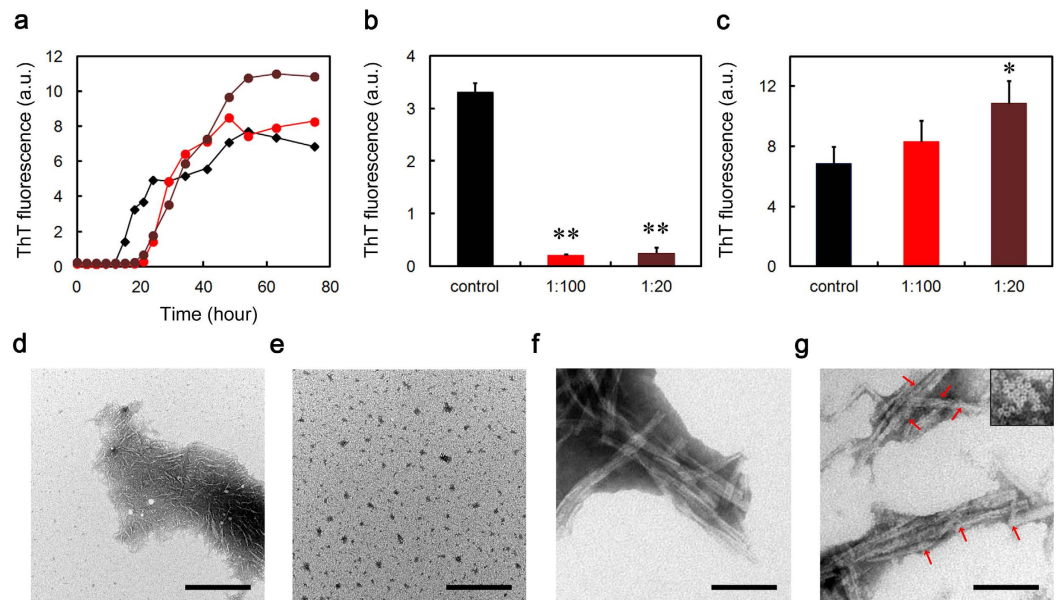 a
ThT fluorescence (a.u.)
12
10
8
6
4
2
0
0 20 40 60 80
Time (hour)
b
ThT fluorescence (a.u.)
4
3
2
1
0
** **
control 1:100 1:20
c
ThT fluorescence (a.u.)
12
8
4
0
*
control 1:100 1:20
d
e
f
g